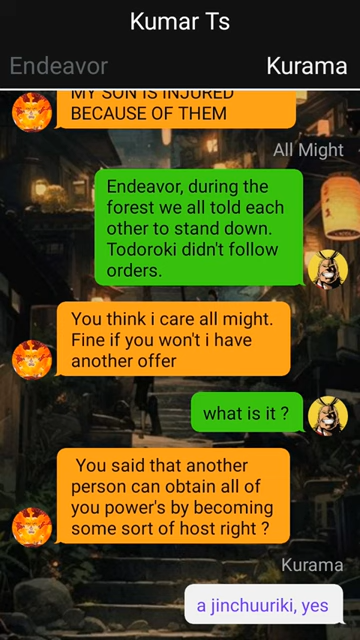 Kumar Ts
Endeavor
Kurama
MY SON IS INJURED
BECAUSE OF THEM
All Might
Endeavor, during the
forest we all told each
other to stand down.
Todoroki didn't follow
orders.
You think i care all might.
Fine if you won't i have
another offer
what is it ?
You said that another
person can obtain all of
you power's by becoming
some sort of host right ?
Kurama
a jinchuuriki, yes